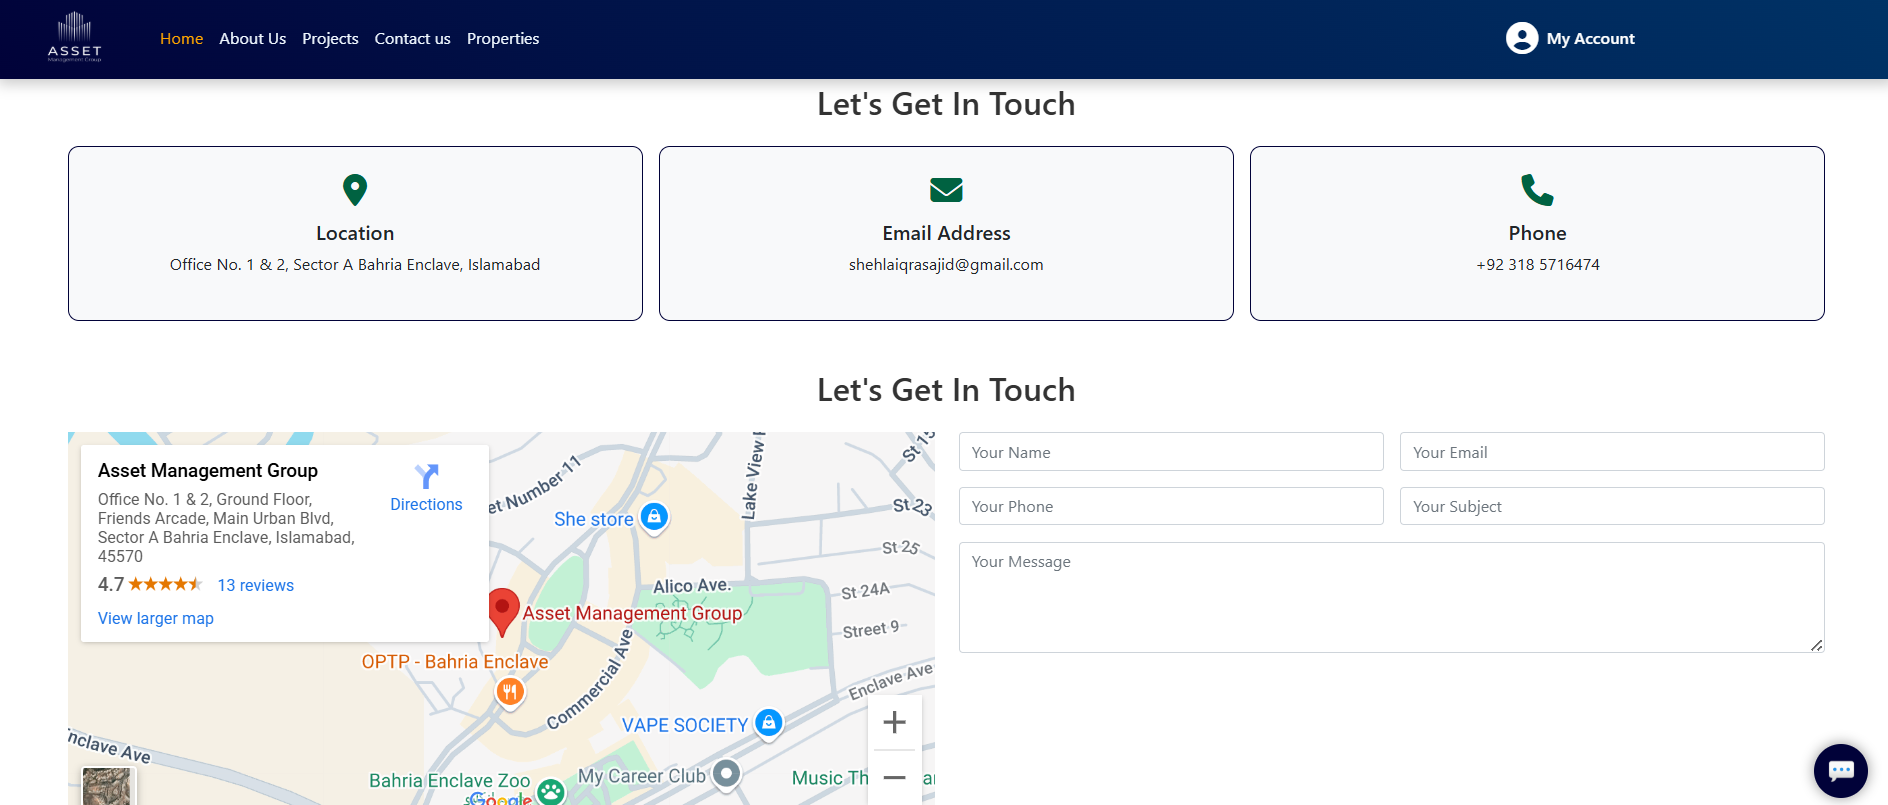 ASSET
Management Group
Home
About Us
Projects
Contact us
Properties
My Account
Let's Get In Touch
Location
Office No. 1 & 2, Sector A Bahria Enclave, Islamabad
Email Address
shehlaiqrasajid@gmail.com
Phone
+92 318 5716474
Let's Get In Touch
Asset Management Group
Office No. 1 & 2, Ground Floor,
Friends Arcade, Main Urban Blvd,
Sector A Bahria Enclave, Islamabad,
45570
4.7
13 reviews
View larger map
Directions
et Number 11
She store
Lake View
St 15
St 23
St 25
Alico Ave.
St 24A
Street 9
Asset Management Group
OPTP - Bahria Enclave
Commercial Ave
Enclave Ave
VAPE SOCIETY
Enclave Ave
Bahria Enclave Zoo
My Career Club
Music Th
Google
Your Name
Your Email
Your Phone
Your Subject
Your Message